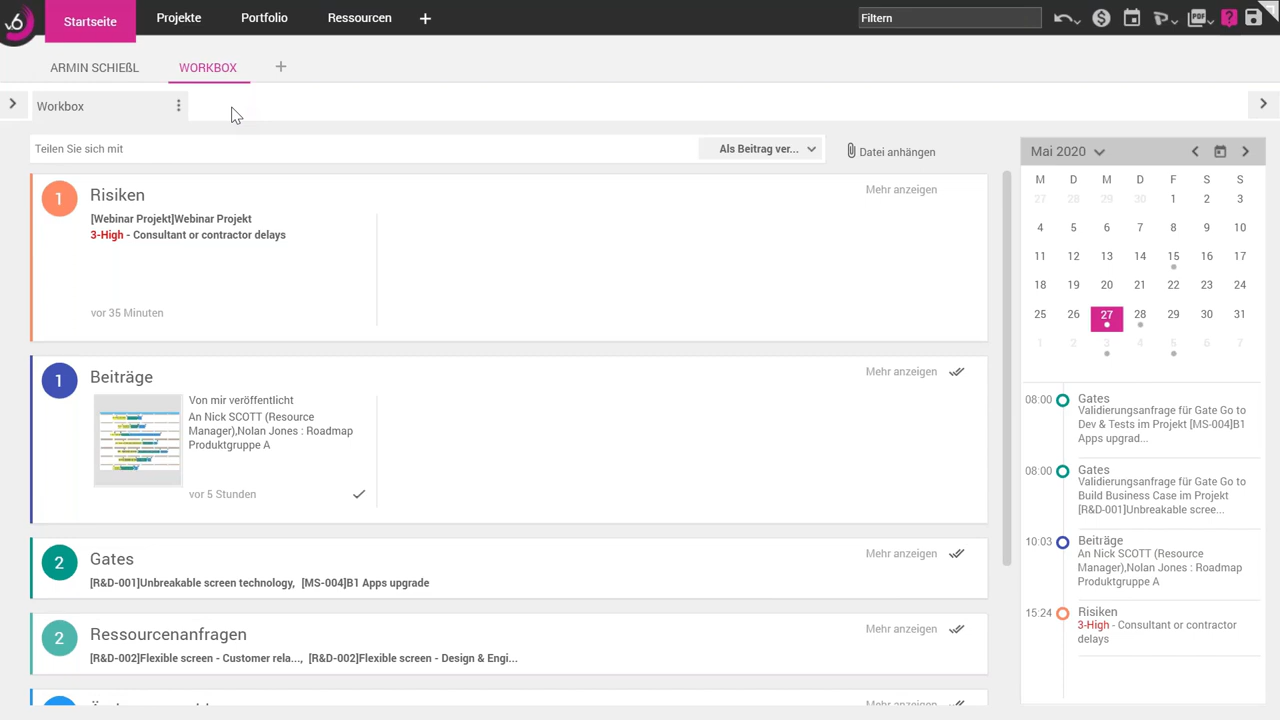 v6
Startseite
Projekte
Portfolio
Ressourcen
Filtern
PDF
ARMIN SCHIEßL
WORKBOX
Workbox
Teilen Sie sich mit
Als Beitrag ver...
Datei anhängen
1
Risiken
Mehr anzeigen
[Webinar Projekt]Webinar Projekt
3-High - Consultant or contractor delays
vor 35 Minuten
1
Beiträge
Mehr anzeigen
Von mir veröffentlicht
An Nick SCOTT (Resource
Manager),Nolan Jones : Roadmap
Produktgruppe A
vor 5 Stunden
2
Gates
Mehr anzeigen
[R&D-001]Unbreakable screen technology, [MS-004]B1 Apps upgrade
2
Ressourcenanfragen
Mehr anzeigen
[R&D-002]Flexible screen - Customer rela..., [R&D-002]Flexible screen - Design & Engi...
Mai 2020
M D M D F S S
27 28 29 30 1 2 3
4 5 6 7 8 9 10
11 12 13 14 15 16 17
18 19 20 21 22 23 24
25 26 27 28 29 30 31
1 2 3 4 5 6 7
08:00 Gates
Validierungsanfrage für Gate Go to
Dev & Tests im Projekt [MS-004]B1
Apps upgrad...
08:00 Gates
Validierungsanfrage für Gate Go to
Build Business Case im Projekt
[R&D-001]Unbreakable scree...
10:03 Beiträge
An Nick SCOTT (Resource
Manager),Nolan Jones : Roadmap
Produktgruppe A
15:24 Risiken
3-High - Consultant or contractor
delays